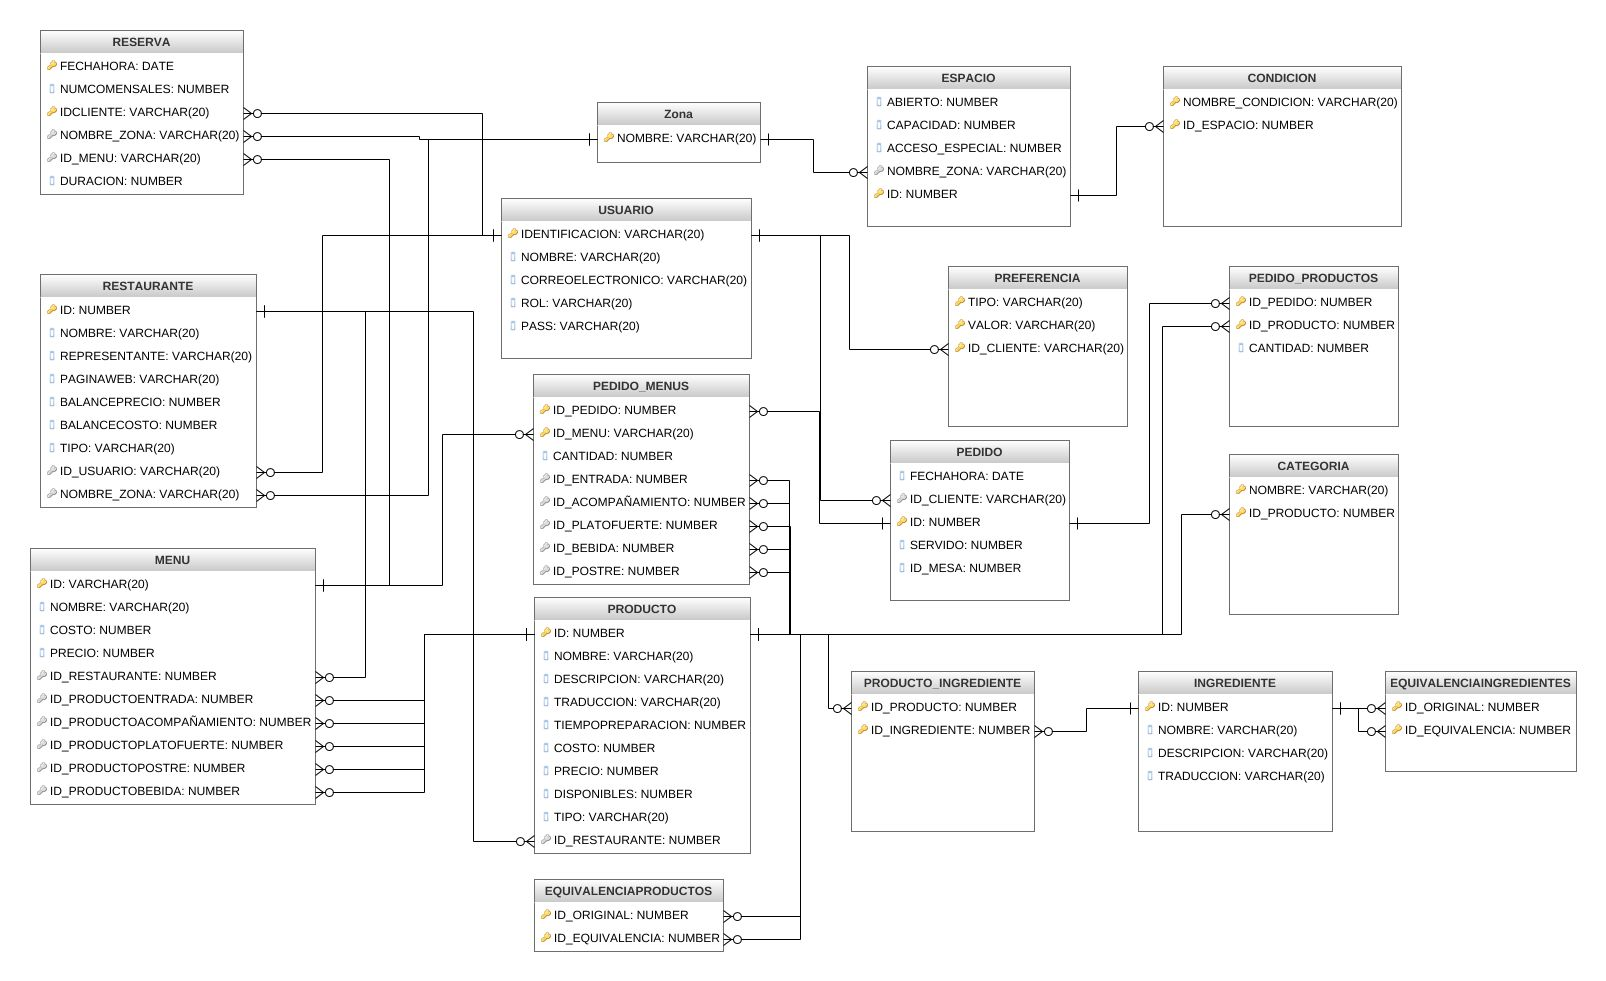 RESERVA
FECHAHORA: DATE
NUMCOMENSALES: NUMBER
IDCLIENTE: VARCHAR(20)
NOMBRE_ZONA: VARCHAR(20)
ID_MENU: VARCHAR(20)
DURACION: NUMBER
Zona
NOMBRE: VARCHAR(20)
ESPACIO
ABIERTO: NUMBER
CAPACIDAD: NUMBER
ACCESO_ESPECIAL: NUMBER
NOMBRE_ZONA: VARCHAR(20)
ID: NUMBER
CONDICION
NOMBRE_CONDICION: VARCHAR(20)
ID_ESPACIO: NUMBER
USUARIO
IDENTIFICACION: VARCHAR(20)
NOMBRE: VARCHAR(20)
CORREOELECTRONICO: VARCHAR(20)
ROL: VARCHAR(20)
PASS: VARCHAR(20)
RESTAURANTE
ID: NUMBER
NOMBRE: VARCHAR(20)
REPRESENTANTE: VARCHAR(20)
PAGINAWEB: VARCHAR(20)
BALANCEPRECIO: NUMBER
BALANCECOSTO: NUMBER
TIPO: VARCHAR(20)
ID_USUARIO: VARCHAR(20)
NOMBRE_ZONA: VARCHAR(20)
PREFERENCIA
TIPO: VARCHAR(20)
VALOR: VARCHAR(20)
ID_CLIENTE: VARCHAR(20)
PEDIDO_PRODUCTOS
ID_PEDIDO: NUMBER
ID_PRODUCTO: NUMBER
CANTIDAD: NUMBER
PEDIDO_MENUS
ID_PEDIDO: NUMBER
ID_MENU: VARCHAR(20)
CANTIDAD: NUMBER
ID_ENTRADA: NUMBER
ID_ACOMPAÑAMIENTO: NUMBER
ID_PLATOFUERTE: NUMBER
ID_BEBIDA: NUMBER
ID_POSTRE: NUMBER
PEDIDO
FECHAHORA: DATE
ID_CLIENTE: VARCHAR(20)
ID: NUMBER
SERVIDO: NUMBER
ID_MESA: NUMBER
CATEGORIA
NOMBRE: VARCHAR(20)
ID_PRODUCTO: NUMBER
MENU
ID: VARCHAR(20)
NOMBRE: VARCHAR(20)
COSTO: NUMBER
PRECIO: NUMBER
ID_RESTAURANTE: NUMBER
ID_PRODUCTOENTRADA: NUMBER
ID_PRODUCTOACOMPAÑAMIENTO: NUMBER
ID_PRODUCTOPLATOFUERTE: NUMBER
ID_PRODUCTOPOSTRE: NUMBER
ID_PRODUCTOBEBIDA: NUMBER
PRODUCTO
ID: NUMBER
NOMBRE: VARCHAR(20)
DESCRIPCION: VARCHAR(20)
TRADUCCION: VARCHAR(20)
TIEMPOPREPARACION: NUMBER
COSTO: NUMBER
PRECIO: NUMBER
DISPONIBLES: NUMBER
TIPO: VARCHAR(20)
ID_RESTAURANTE: NUMBER
PRODUCTO_INGREDIENTE
ID_PRODUCTO: NUMBER
ID_INGREDIENTE: NUMBER
INGREDIENTE
ID: NUMBER
NOMBRE: VARCHAR(20)
DESCRIPCION: VARCHAR(20)
TRADUCCION: VARCHAR(20)
EQUIVALENCIAINGREDIENTES
ID_ORIGINAL: NUMBER
ID_EQUIVALENCIA: NUMBER
EQUIVALENCIAPRODUCTOS
ID_ORIGINAL: NUMBER
ID_EQUIVALENCIA: NUMBER